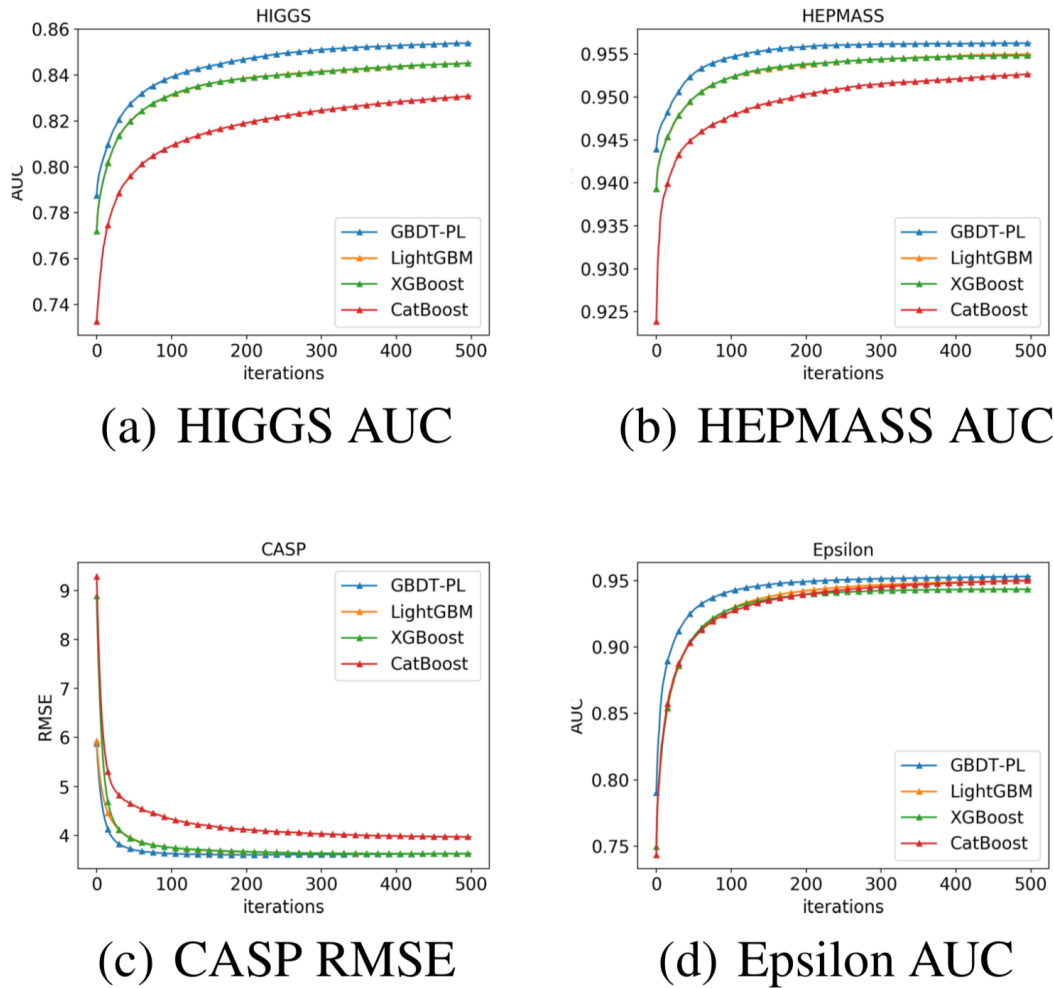 HIGGS
0.86
0.84
0.82
0.80
0.78
0.76
0.74
AUC
GBDT-PL
LightGBM
XGBoost
CatBoost
0 100 200 300 400 500
iterations
(a) HIGGS AUC
HEPMASS
0.955
0.950
0.945
0.940
0.935
0.930
0.925
GBDT-PL
LightGBM
XGBoost
CatBoost
0 100 200 300 400 500
iterations
(b) HEPMASS AUC
CASP
9
8
7
6
5
4
RMSE
GBDT-PL
LightGBM
XGBoost
CatBoost
0 100 200 300 400 500
iterations
(c) CASP RMSE
Epsilon
0.95
0.90
0.85
0.80
0.75
AUC
GBDT-PL
LightGBM
XGBoost
CatBoost
0 100 200 300 400 500
iterations
(d) Epsilon AUC